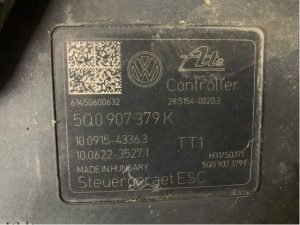 Ate
Controller
61450600632
28.5154-0020.3
5Q0 907 379 K
10.0915-4336.3
TT1
10.0622-3527.1
H31/S0371
MADE IN HUNGARY
5Q0 907 379 F
Steuergeraet ESC